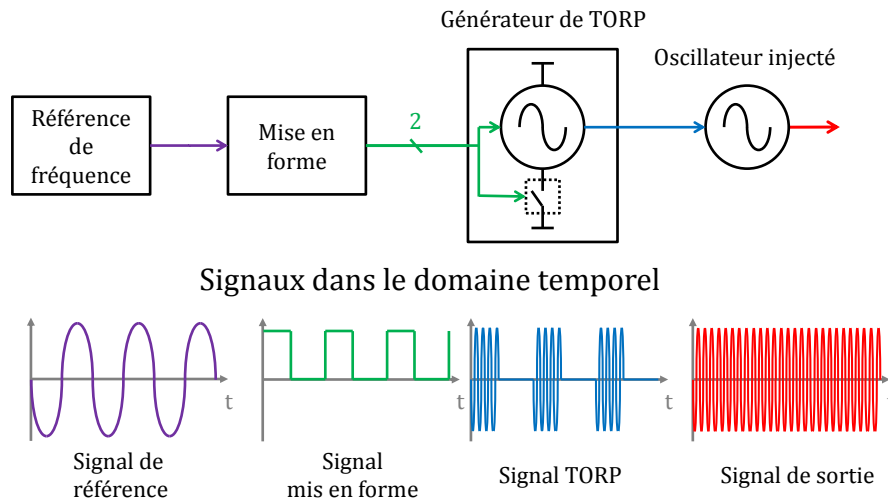 Générateur de TORP
Oscillateur injecté
Référence
de
fréquence
Mise en
forme
2
Signaux dans le domaine temporel
t
t
t
t
Signal de
référence
Signal
mis en forme
Signal TORP
Signal de sortie